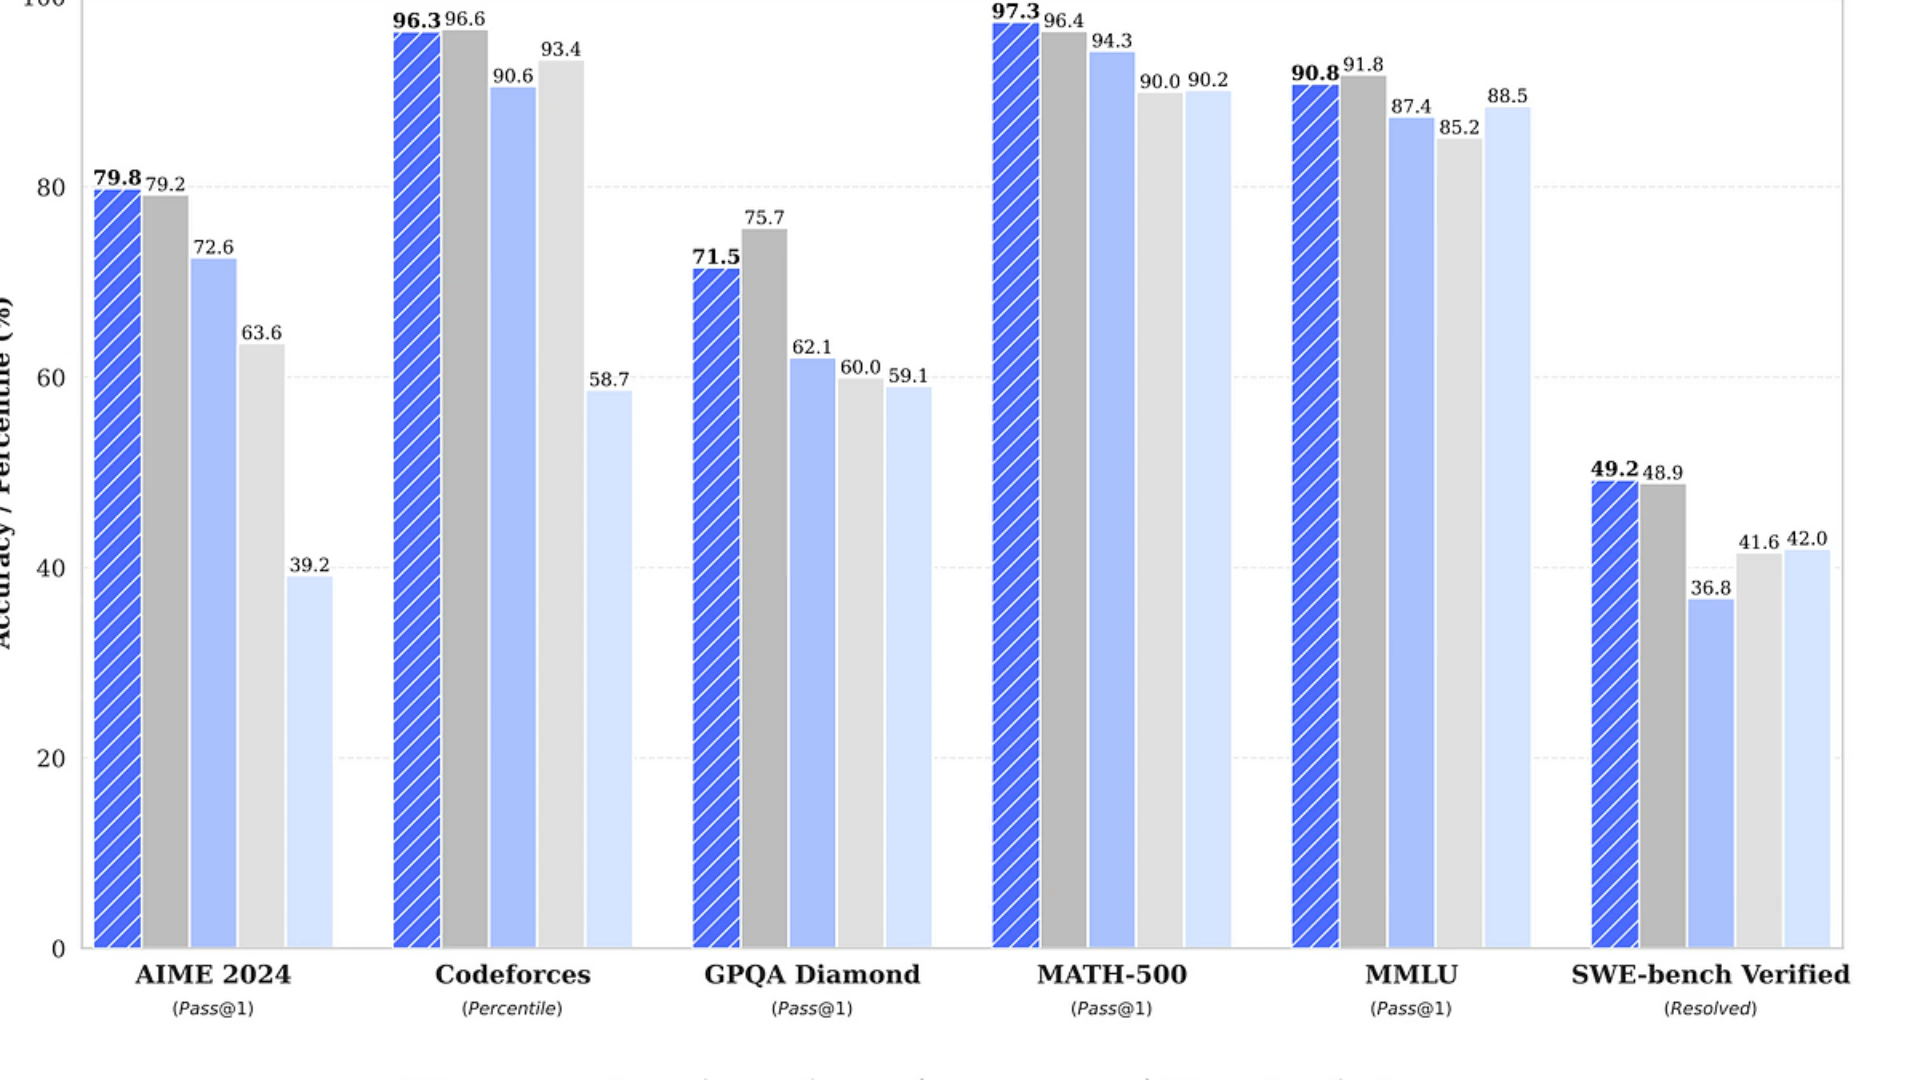 100
80
60
40
20
0
Accuracy / Percentile (%)
79.8 79.2 72.6 63.6 39.2
96.3 96.6 90.6 93.4 58.7
71.5 75.7 62.1 60.0 59.1
97.3 96.4 94.3 90.0 90.2
90.8 91.8 87.4 85.2 88.5
49.2 48.9 36.8 41.6 42.0
AIME 2024
(Pass@1)
Codeforces
(Percentile)
GPQA Diamond
(Pass@1)
MATH-500
(Pass@1)
MMLU
(Pass@1)
SWE-bench Verified
(Resolved)